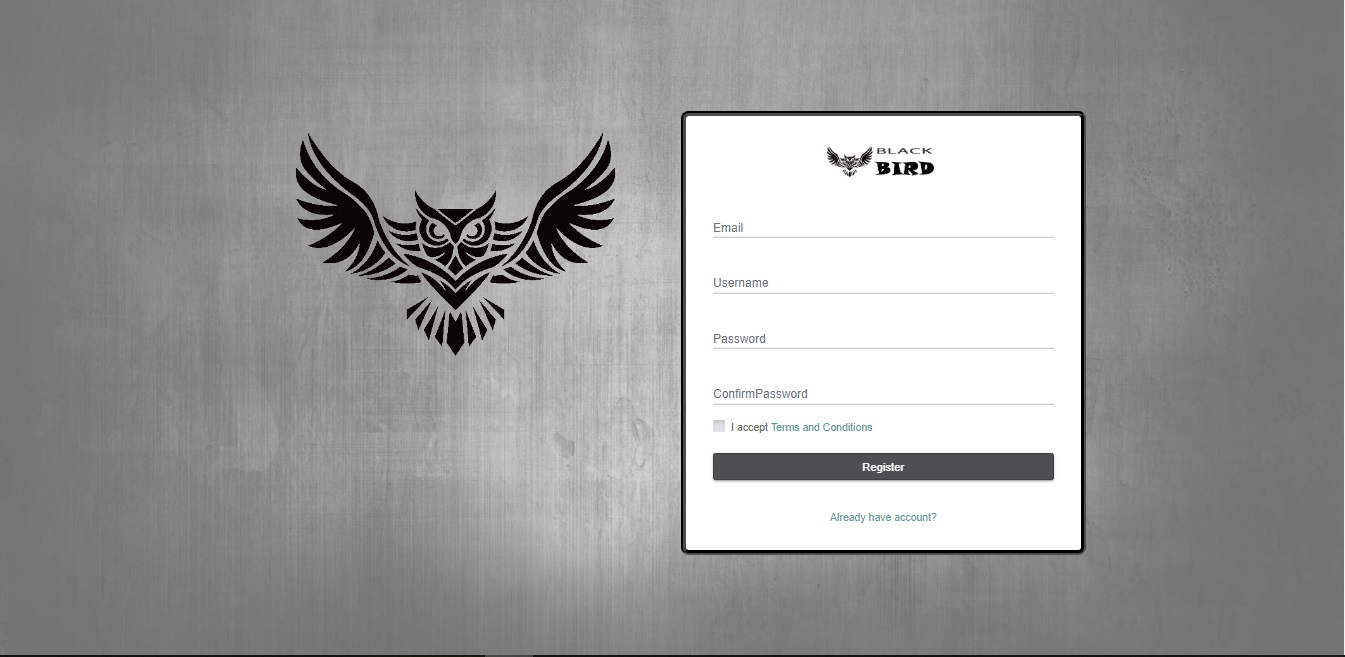 BLACK
BIRD
Email
Username
Password
ConfirmPassword
I accept Terms and Conditions
Register
Already have account?